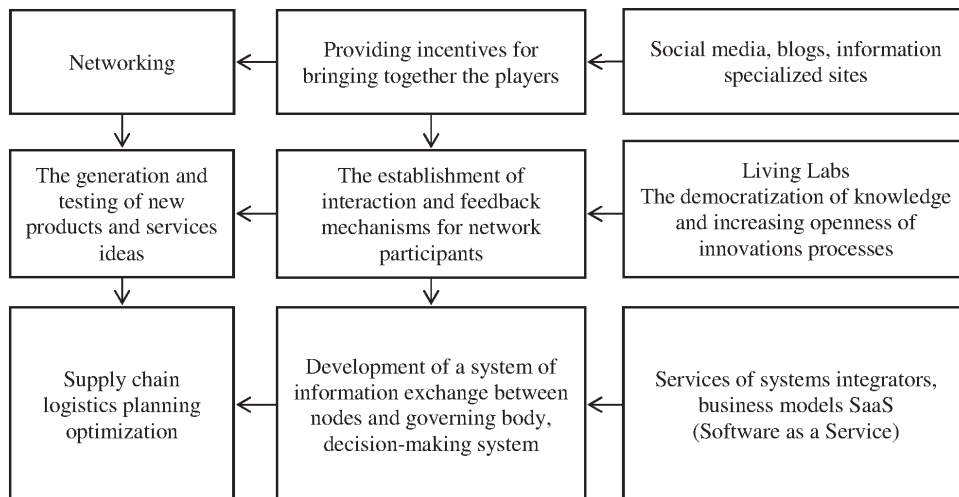 Networking
Providing incentives for
bringing together the players
Social media, blogs, information
specialized sites
The generation and
testing of new
products and services
ideas
The establishment of
interaction and feedback
mechanisms for network
participants
Living Labs
The democratization of knowledge
and increasing openness of
innovations processes
Supply chain
logistics planning
optimization
Development of a system of
information exchange between
nodes and governing body,
decision-making system
Services of systems integrators,
business models SaaS
(Software as a Service)